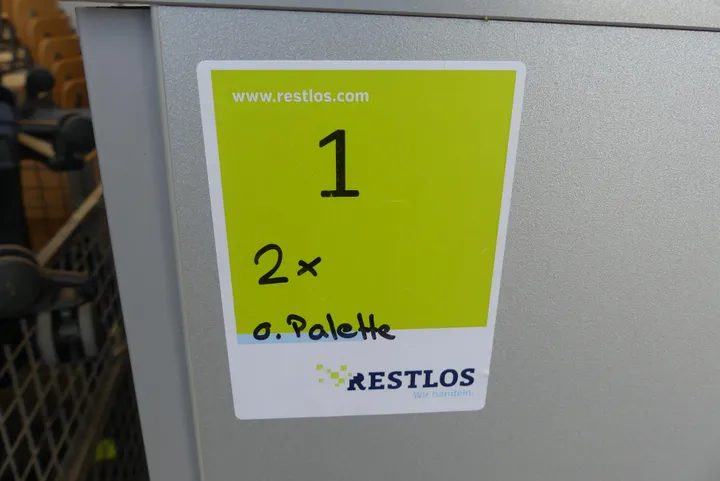 www.restlos.com
1
2x
o. Palette
RESTLOS
Wir handeln.